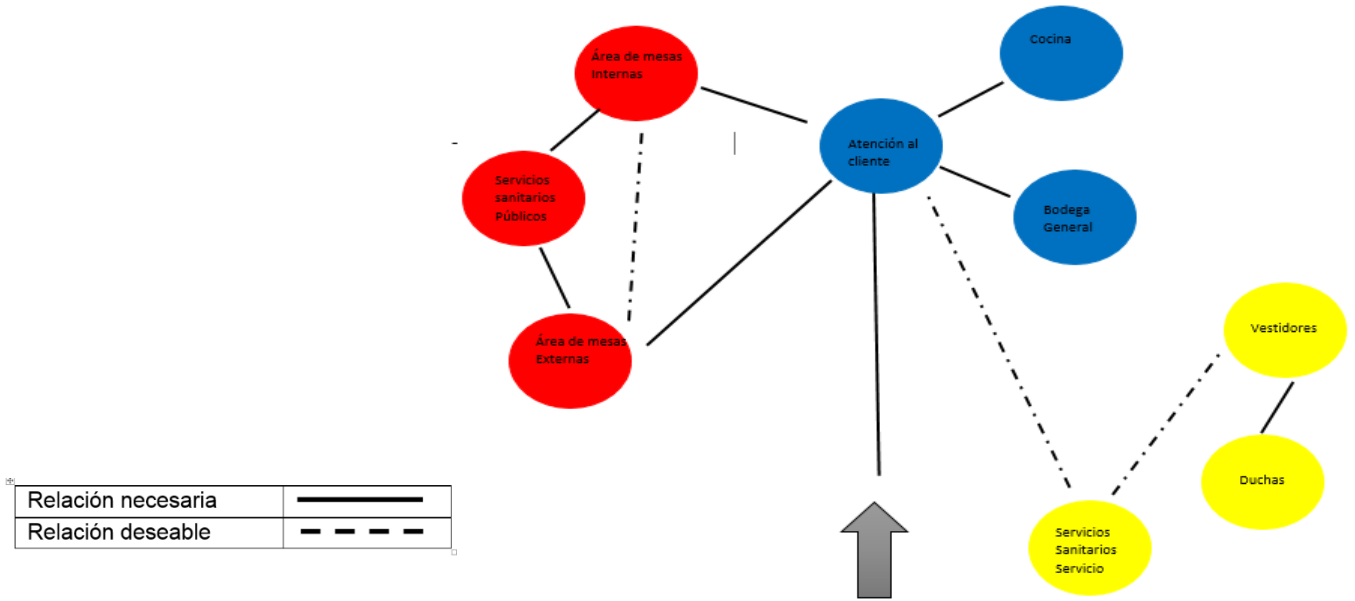 Cocina
Área de mesas
Internas
Atención al
cliente
Servicios
sanitarios
Públicos
Bodega
General
Vestidores
Área de mesas
Externas
Duchas
Relación necesaria
Relación deseable
Servicios
Sanitarios
Servicio